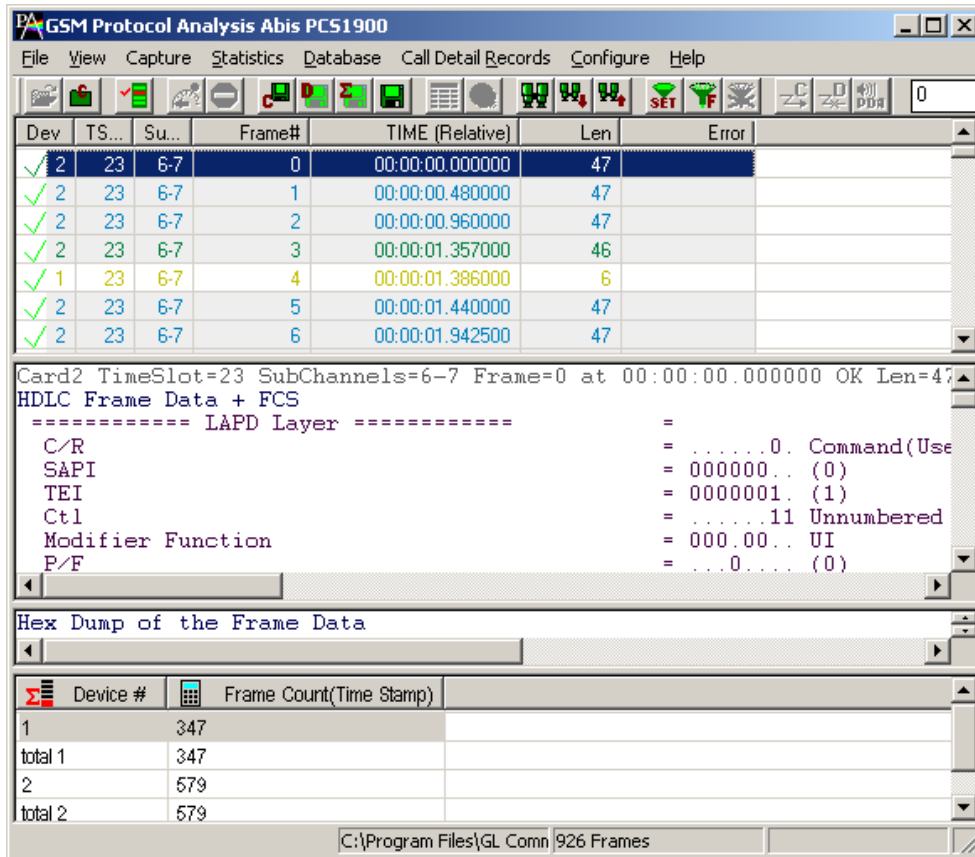 GSM Protocol Analysis Abis PCS1900
File View Capture Statistics Database Call Detail Records Configure Help
SET F 0
Dev TS... Su... Frame# TIME (Relative) Len Error
2 23 6-7 0 00:00:00.000000 47
2 23 6-7 1 00:00:00.480000 47
2 23 6-7 2 00:00:00.960000 47
2 23 6-7 3 00:00:01.357000 46
1 23 6-7 4 00:00:01.386000 6
2 23 6-7 5 00:00:01.440000 47
2 23 6-7 6 00:00:01.942500 47
Card2 TimeSlot=23 SubChannels=6-7 Frame=0 at 00:00:00.000000 OK Len=47
HDLC Frame Data + FCS
============ LAPD Layer ============ =
C/R = ......0. Command(Use
SAPI = 000000.. (0)
TEI = 0000001. (1)
Ctl = ......11 Unnumbered
Modifier Function = 000.00.. UI
P/F = ...0.... (0)
Hex Dump of the Frame Data
Σ Device # Frame Count(Time Stamp)
1 347
total 1 347
2 579
total 2 579
C:\Program Files\GL Comn 926 Frames